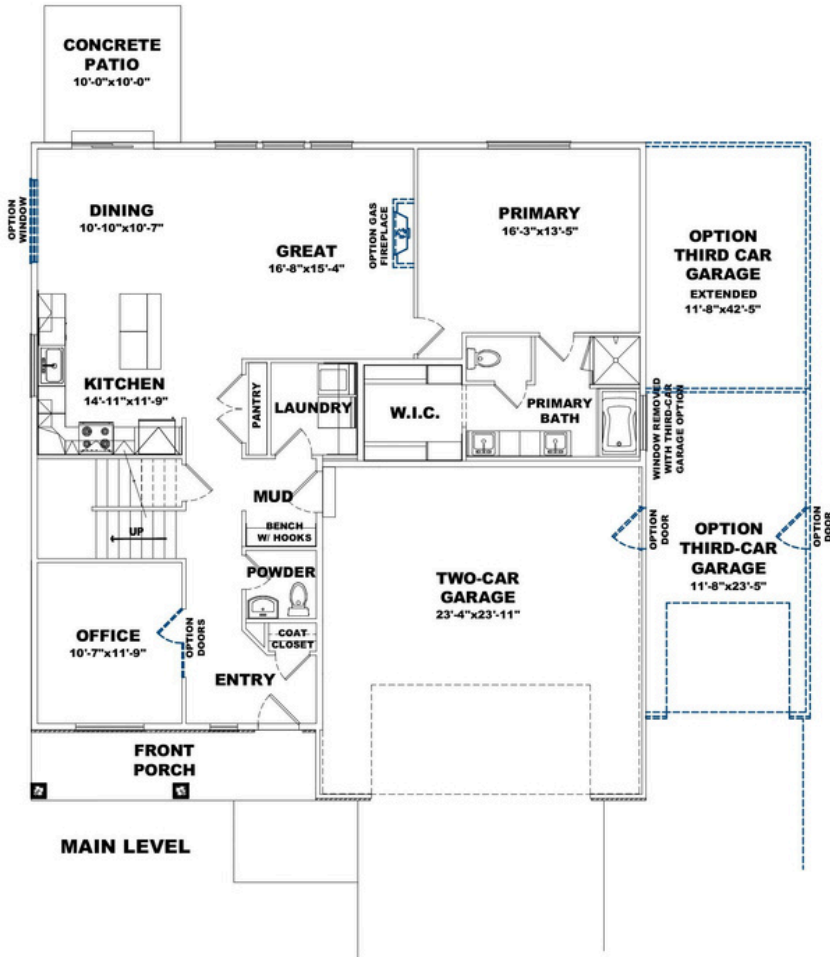 CONCRETE
PATIO
10'-0"x10'-0"
OPTION
WINDOW
DINING
10'-10"x10'-7"
GREAT
16'-8"x15'-4"
OPTION GAS
FIREPLACE
PRIMARY
16'-3"x13'-5"
OPTION
THIRD CAR
GARAGE
EXTENDED
11'-8"x42'-5"
KITCHEN
14'-11"x11'-9"
PANTRY
LAUNDRY
W.I.C.
PRIMARY
BATH
WINDOW REMOVED
WITH THIRD-CAR
GARAGE OPTION
MUD
BENCH
W/ HOOKS
UP
POWDER
TWO-CAR
GARAGE
23'-4"x23'-11"
OPTION
DOOR
OPTION
THIRD-CAR
GARAGE
11'-8"x23'-5"
OPTION
DOOR
OFFICE
10'-7"x11'-9"
OPTION
DOORS
COAT
CLOSET
ENTRY
FRONT
PORCH
MAIN LEVEL